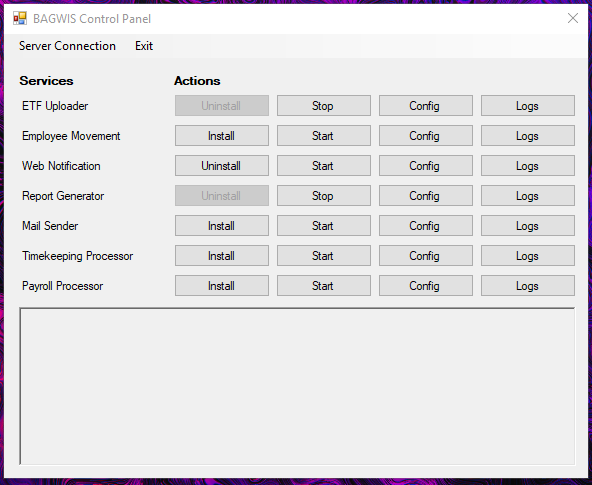 BAGWIS Control Panel
Server Connection Exit
Services Actions
ETF Uploader Uninstall Stop Config Logs
Employee Movement Install Start Config Logs
Web Notification Uninstall Start Config Logs
Report Generator Uninstall Stop Config Logs
Mail Sender Install Start Config Logs
Timekeeping Processor Install Start Config Logs
Payroll Processor Install Start Config Logs